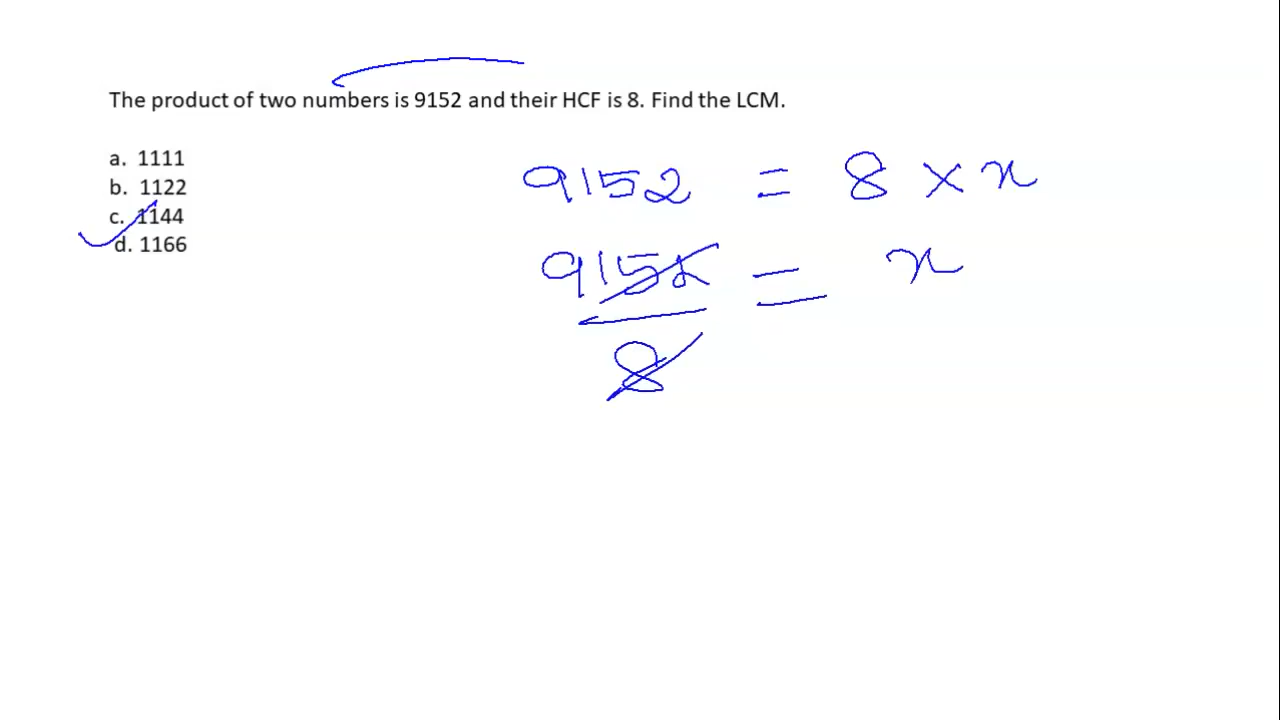 The product of two numbers is 9152 and their HCF is 8. Find the LCM.
a. 1111
b. 1122
c. 1144
d. 1166
9152 = 8 × x
9152 = x
8